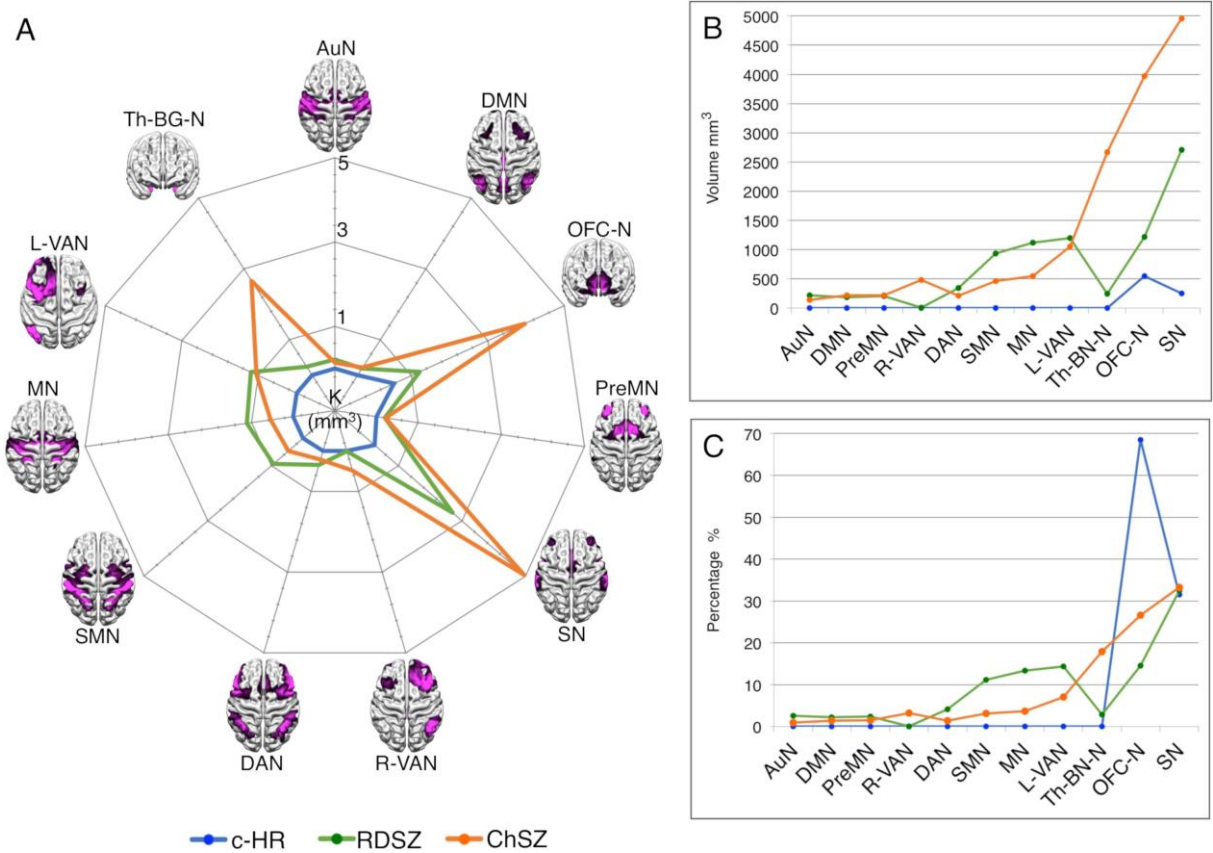 A
AuN
DMN
Th-BG-N
OFC-N
L-VAN
PreMN
MN
SN
SMN
R-VAN
DAN
5
3
1
K
(mm³)
B
Volume mm³
5000
4500
4000
3500
3000
2500
2000
1500
1000
500
0
AuN
DMN
PreMN
R-VAN
DAN
SMN
MN
L-VAN
Th-BN-N
OFC-N
SN
C
Percentage %
70
60
50
40
30
20
10
0
AuN
DMN
PreMN
R-VAN
DAN
SMN
MN
L-VAN
Th-BN-N
OFC-N
SN
c-HR RDSZ ChSZ